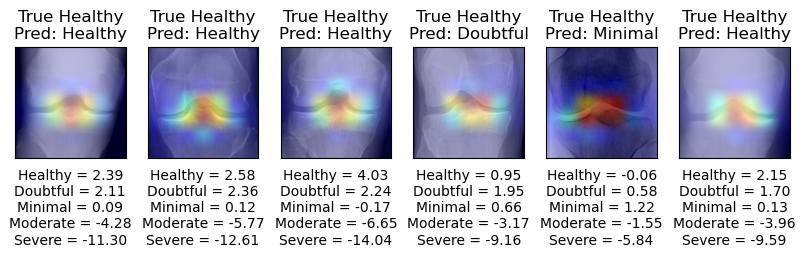 True Healthy
Pred: Healthy
Healthy = 2.39
Doubtful = 2.11
Minimal = 0.09
Moderate = -4.28
Severe = -11.30
True Healthy
Pred: Healthy
Healthy = 2.58
Doubtful = 2.36
Minimal = 0.12
Moderate = -5.77
Severe = -12.61
True Healthy
Pred: Healthy
Healthy = 4.03
Doubtful = 2.24
Minimal = -0.17
Moderate = -6.65
Severe = -14.04
True Healthy
Pred: Doubtful
Healthy = 0.95
Doubtful = 1.95
Minimal = 0.66
Moderate = -3.17
Severe = -9.16
True Healthy
Pred: Minimal
Healthy = -0.06
Doubtful = 0.58
Minimal = 1.22
Moderate = -1.55
Severe = -5.84
True Healthy
Pred: Healthy
Healthy = 2.15
Doubtful = 1.70
Minimal = 0.13
Moderate = -3.96
Severe = -9.59